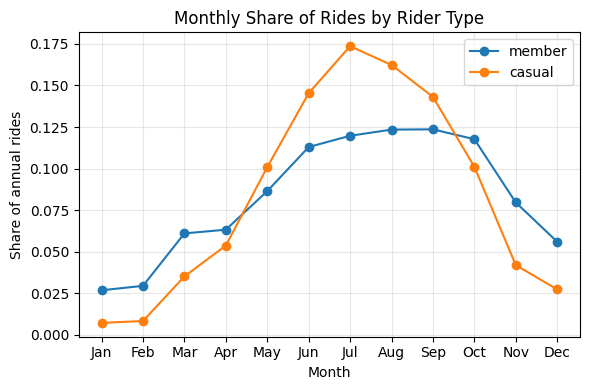 Monthly Share of Rides by Rider Type
member
casual
0.175
0.150
0.125
0.100
0.075
0.050
0.025
0.000
Share of annual rides
Jan Feb Mar Apr May Jun Jul Aug Sep Oct Nov Dec
Month